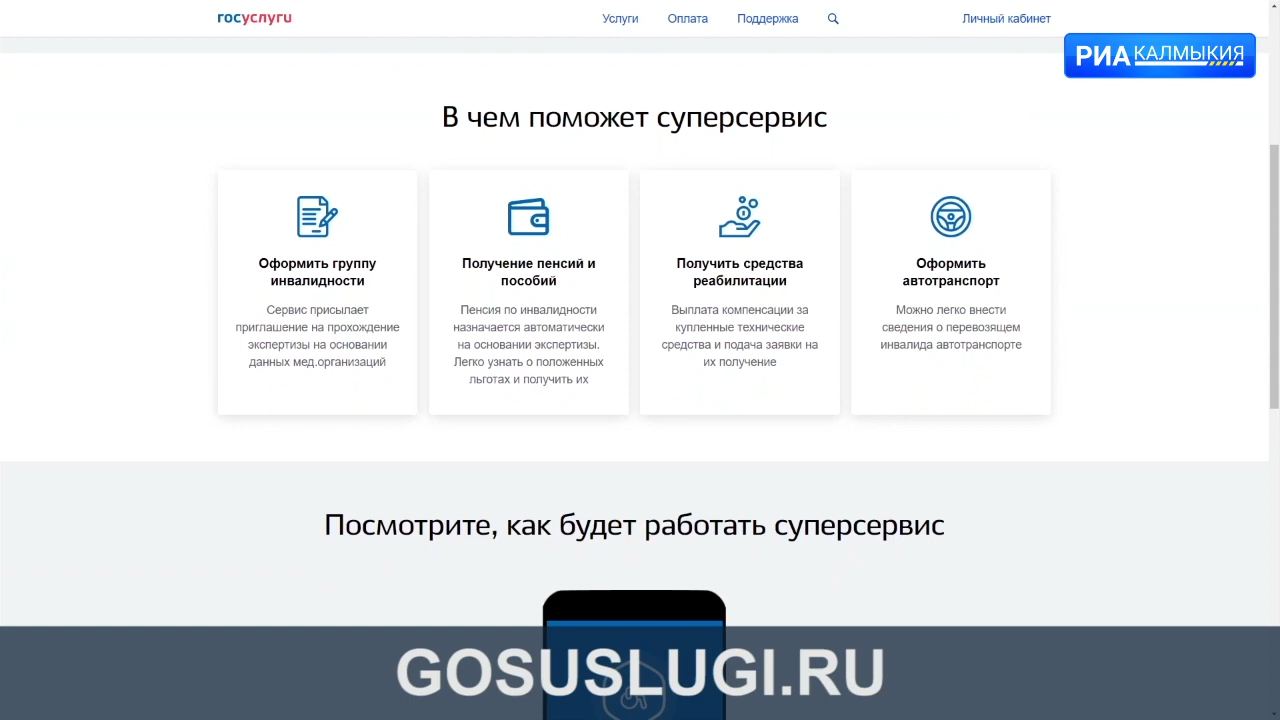 госуслуги
Услуги
Оплата
Поддержка
Личный кабинет
РИА КАЛМЫКИЯ
В чем поможет суперсервис
Оформить группу
инвалидности
Сервис присылает
приглашение на прохождение
экспертизы на основании
данных мед.организаций
Получение пенсий и
пособий
Пенсия по инвалидности
назначается автоматически
на основании экспертизы.
Легко узнать о положенных
льготах и получить их
Получить средства
реабилитации
Выплата компенсации за
купленные технические
средства и подача заявки на
их получение
Оформить
автотранспорт
Можно легко внести
сведения о перевозящем
инвалида автотранспорте
Посмотрите, как будет работать суперсервис
GOSUSLUGI.RU